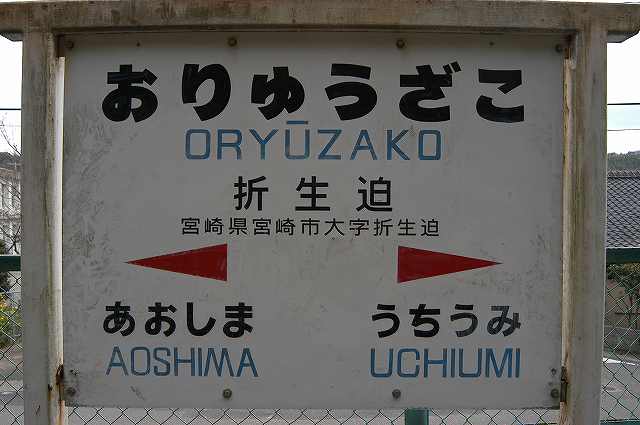 おりゅうざこ
ORYŪZAKO
折生迫
宮崎県宮崎市大字折生迫
あおしま うちうみ
AOSHIMA UCHIUMI